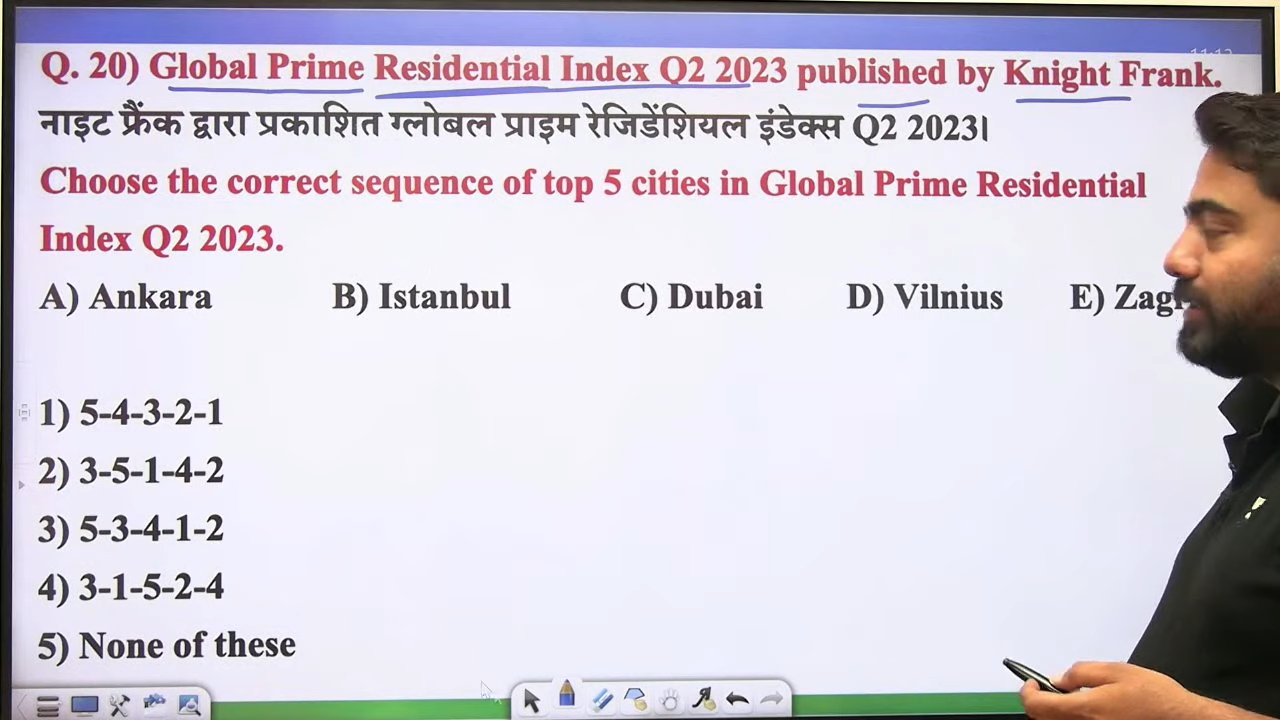 11:12
Q. 20) Global Prime Residential Index Q2 2023 published by Knight Frank.
नाइट फ्रैंक द्वारा प्रकाशित ग्लोबल प्राइम रेजिडेंशियल इंडेक्स Q2 2023।
Choose the correct sequence of top 5 cities in Global Prime Residential
Index Q2 2023.
A) Ankara B) Istanbul C) Dubai D) Vilnius E)
1) 5-4-3-2-1
2) 3-5-1-4-2
3) 5-3-4-1-2
4) 3-1-5-2-4
5) None of these